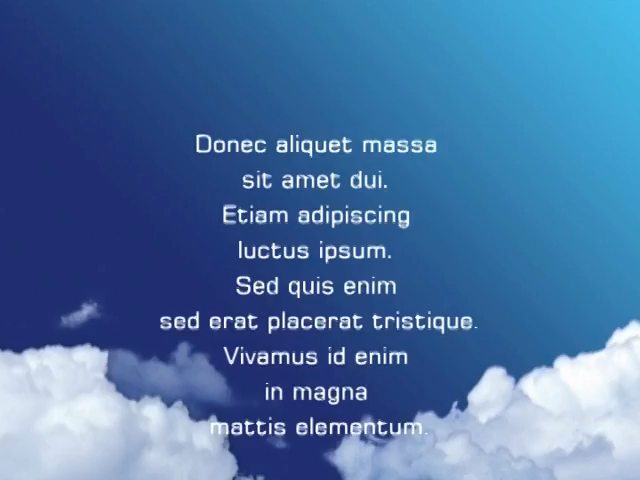 Donec aliquet massa
sit amet dui.
Etiam adipiscing
luctus ipsum.
Sed quis enim
sed erat placerat tristique.
Vivamus id enim
in magna
mattis elementum.